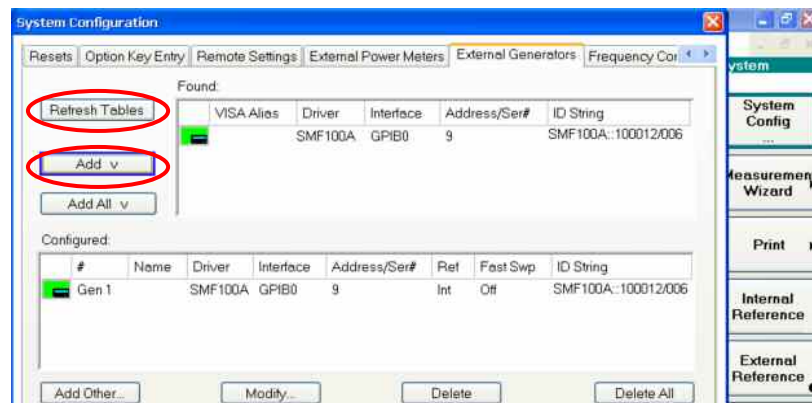 System Configuration
Resets Option Key Entry Remote Settings External Power Meters External Generators Frequency Cor
Found:
Refresh Tables
VISA Alias Driver Interface Address/Ser# ID String
SMF100A GPIB0 9 SMF100A::100012/006
Add v
Add All v
Configured:
# Name Driver Interface Address/Ser# Ref Fast Swp ID String
Gen 1 SMF100A GPIB0 9 Int Off SMF100A::100012/006
Add Other... Modify... Delete Delete All
ystem
System
Config
...
Measuremen
Wizard
Print
Internal
Reference
External
Reference